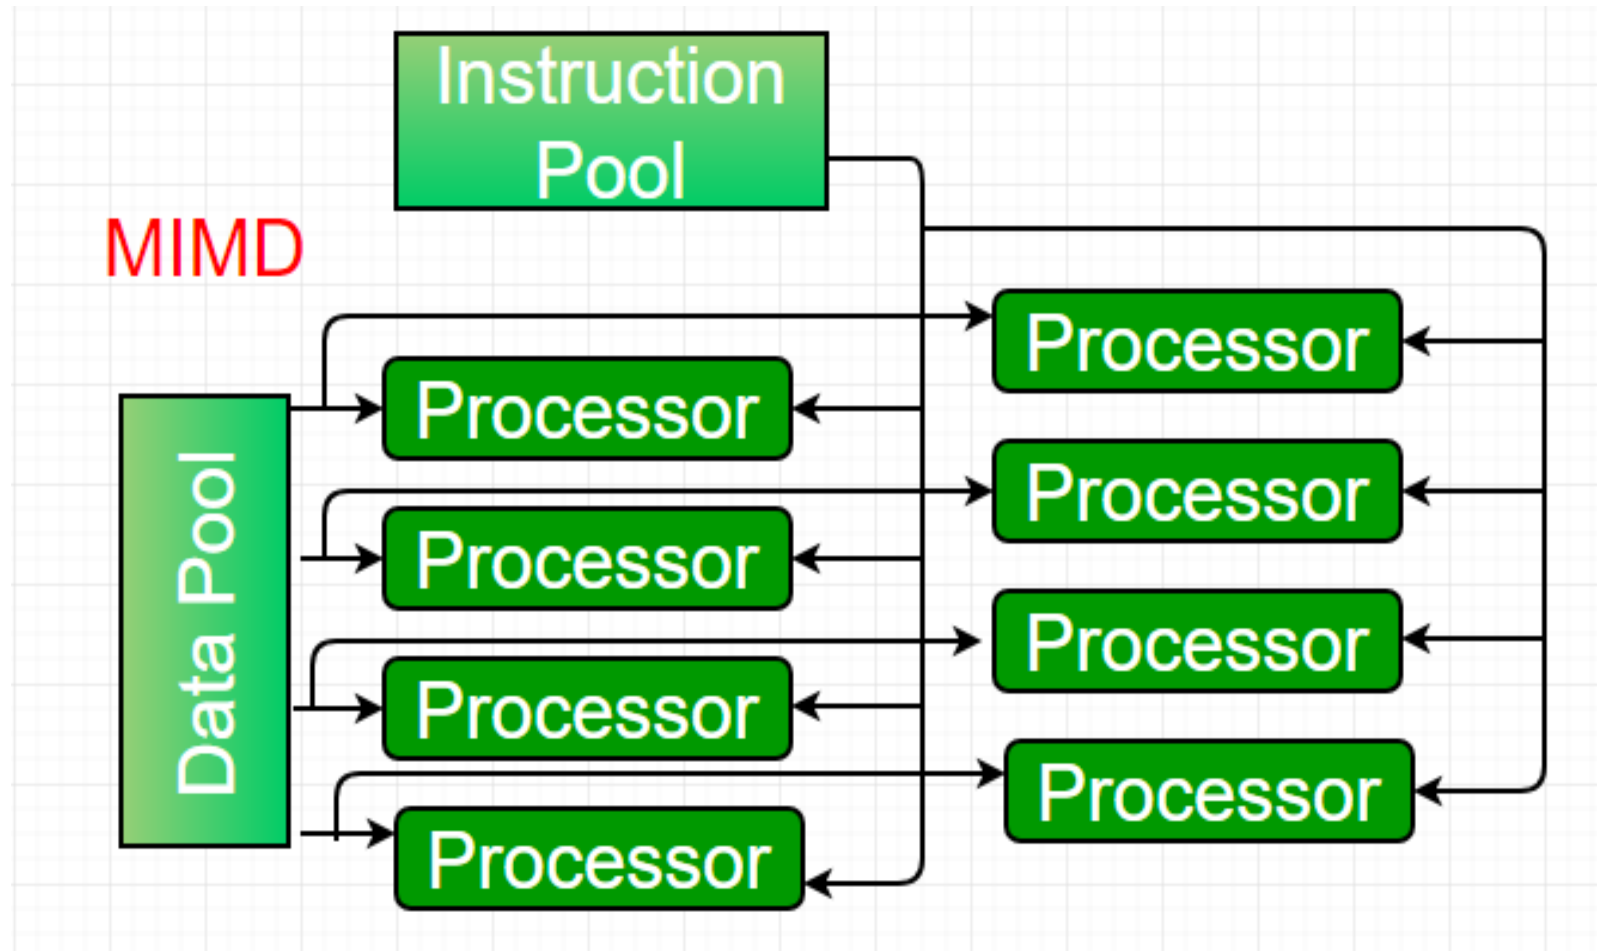 Instruction
Pool
MIMD
Processor
Processor
Processor
Processor
Data Pool
Processor
Processor
Processor
Processor